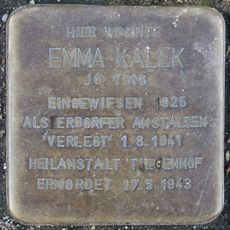 HIER WOHNTE
EMMA KALEK
JG 1916
EINGEWIESEN 1925
ALSTERDORFER ANSTALTEN
'VERLEGT' 1.8.1941
HEILANSTALT TIEGENHOF
ERMORDET 17.5.1943